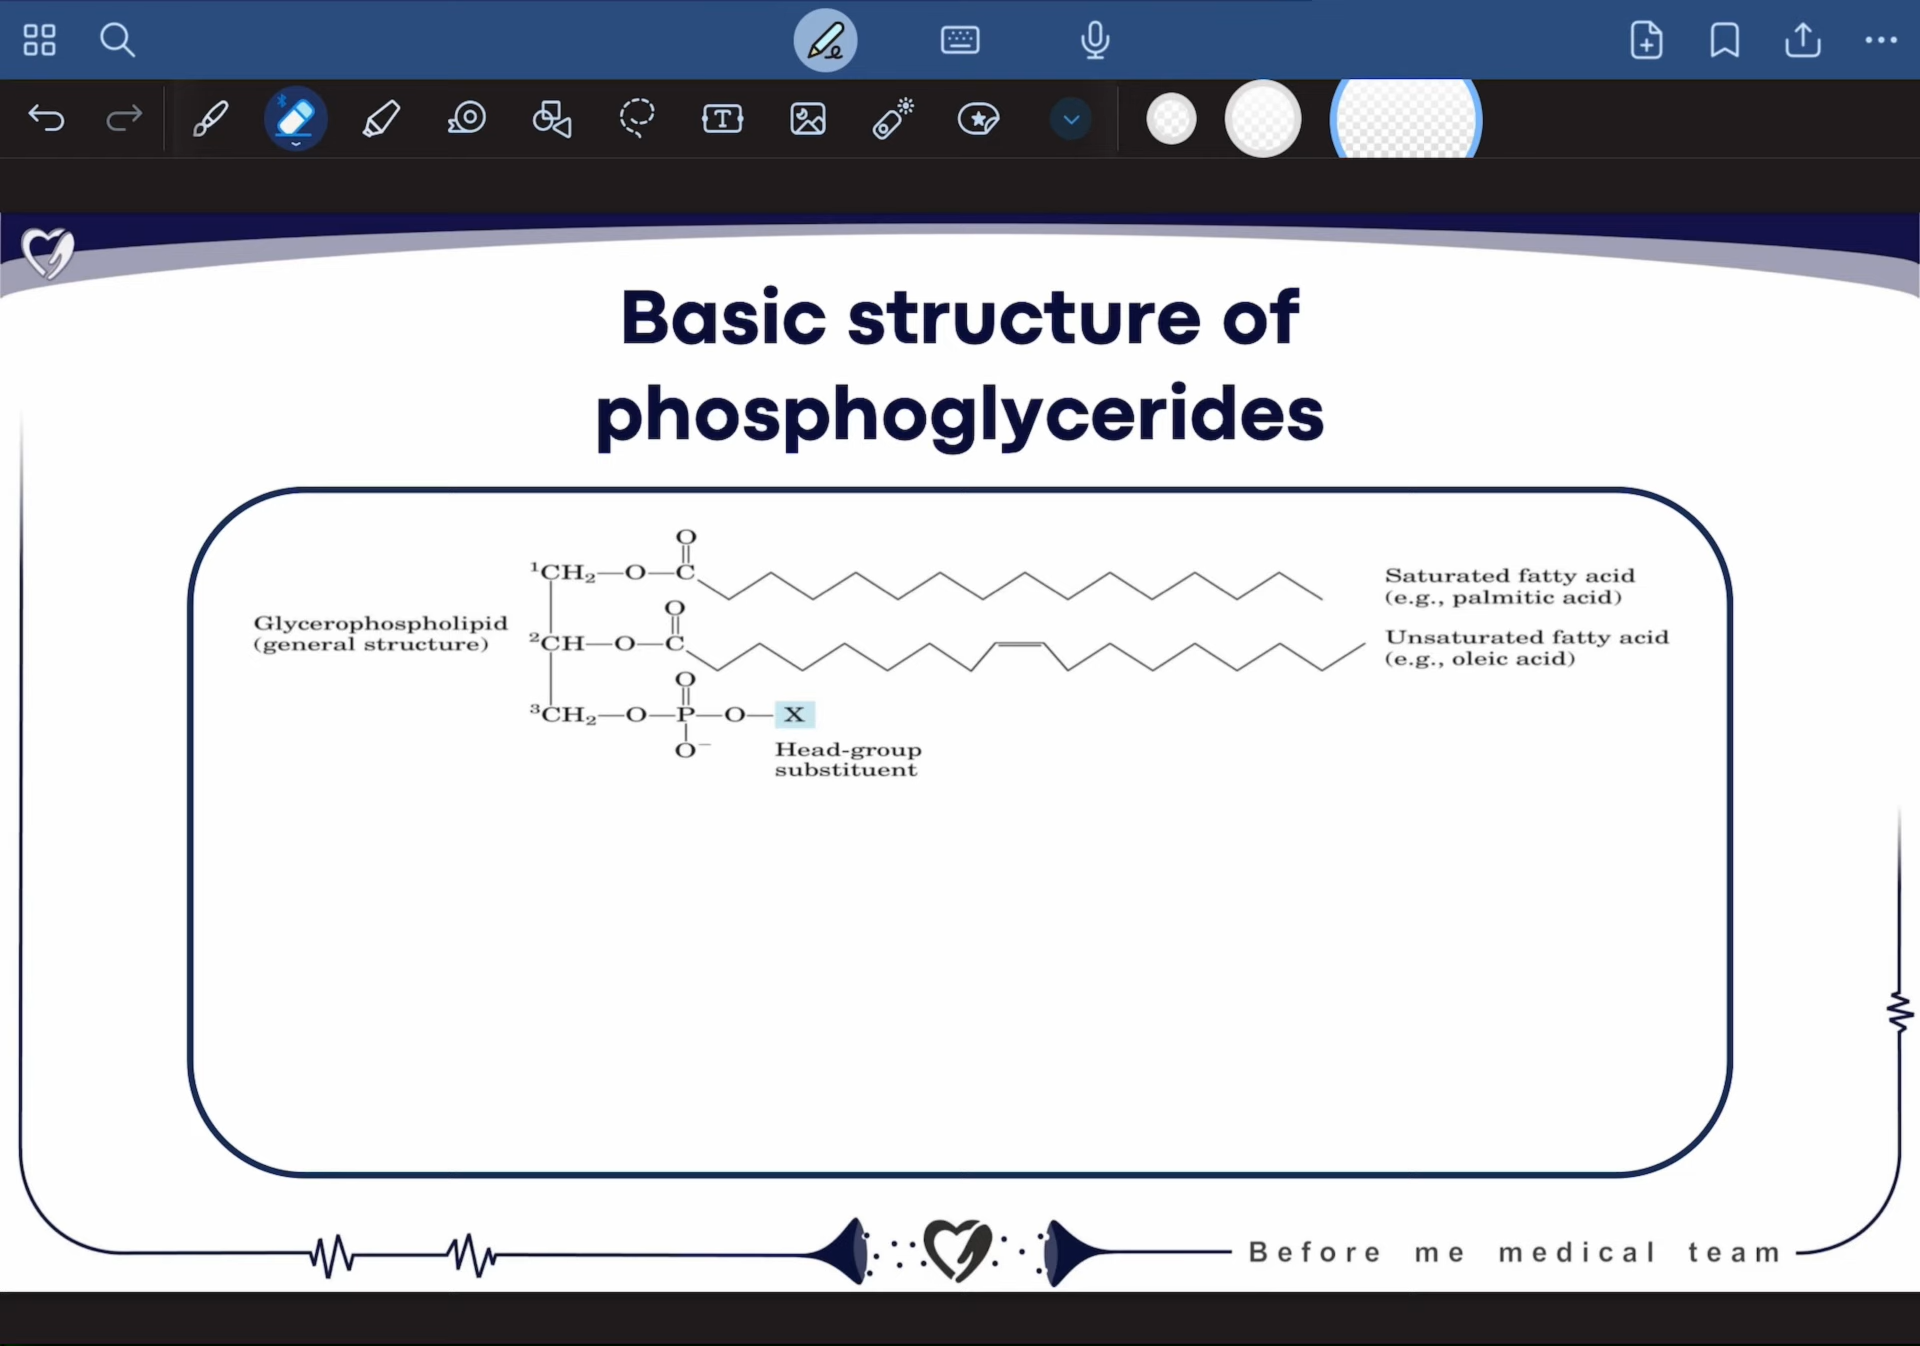 Basic structure of
phosphoglycerides
O
¹CH₂—O—C
Saturated fatty acid
(e.g., palmitic acid)
Glycerophospholipid
(general structure)
O
²CH—O—C
Unsaturated fatty acid
(e.g., oleic acid)
O
³CH₂—O—P—O—X
O⁻
Head-group
substituent
Before me medical team